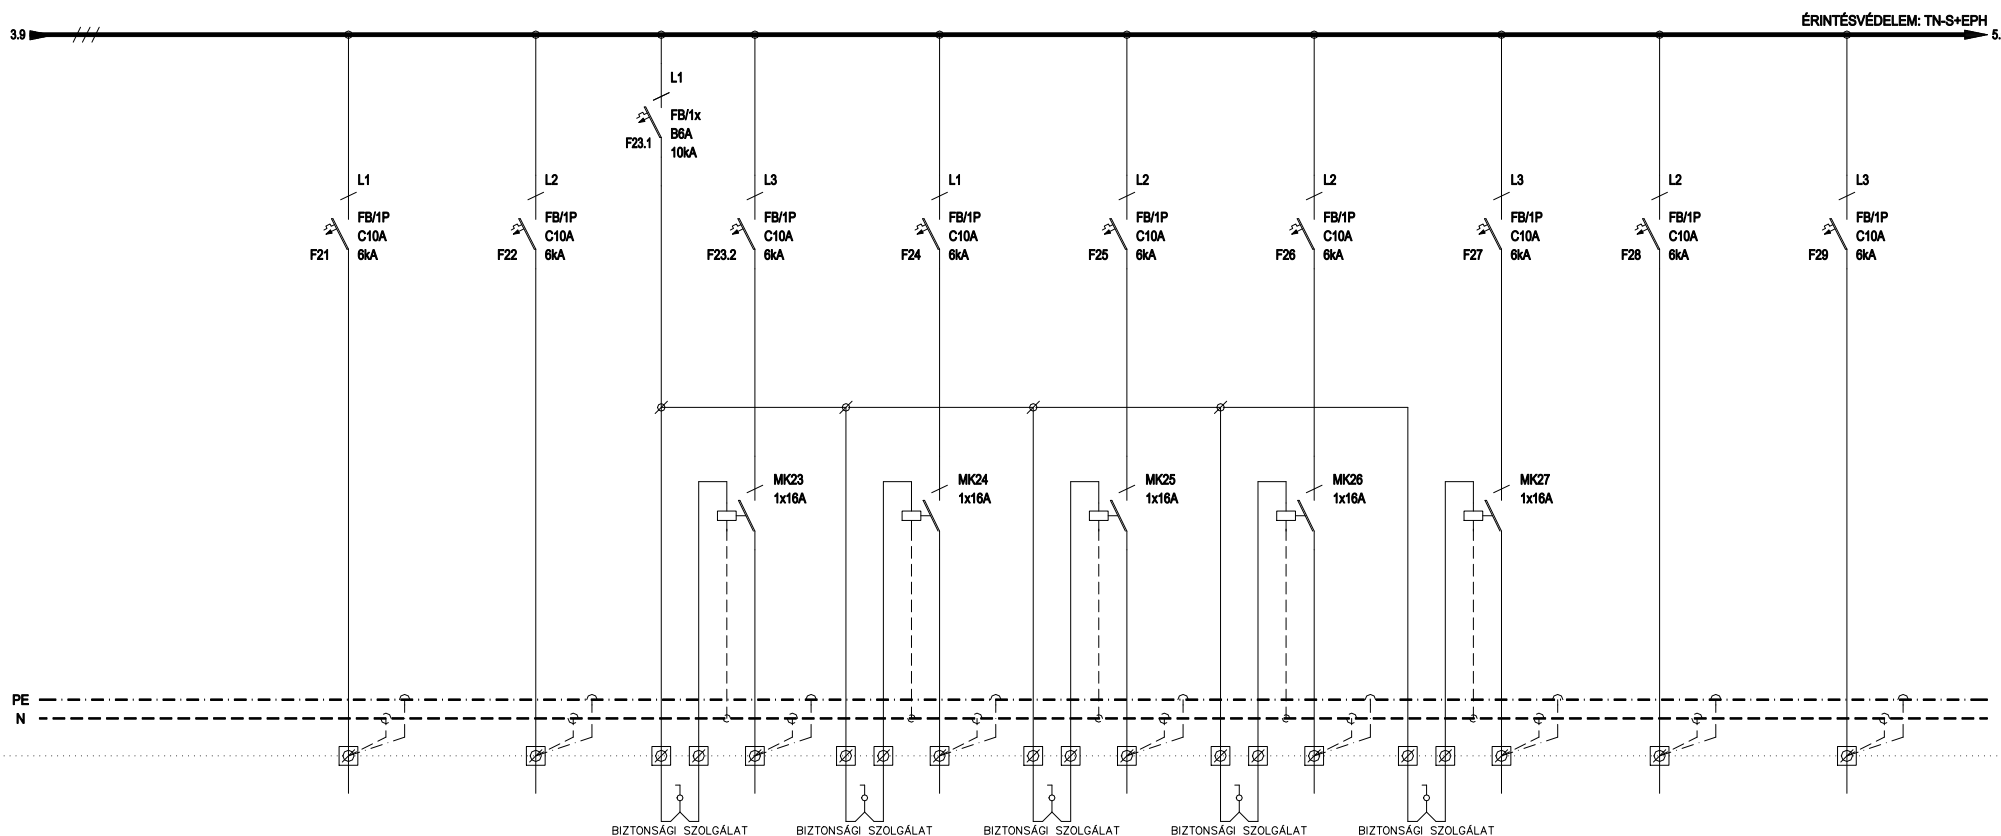 ÉRINTÉSVÉDELEM: TN-S+EPH
3.9
5.
L1
FB/1x
B6A
10kA
F23.1
L1
FB/1P
C10A
6kA
F21
L2
FB/1P
C10A
6kA
F22
L3
FB/1P
C10A
6kA
F23.2
L1
FB/1P
C10A
6kA
F24
L2
FB/1P
C10A
6kA
F25
L2
FB/1P
C10A
6kA
F26
L3
FB/1P
C10A
6kA
F27
L2
FB/1P
C10A
6kA
F28
L3
FB/1P
C10A
6kA
F29
MK23
1x16A
MK24
1x16A
MK25
1x16A
MK26
1x16A
MK27
1x16A
PE
N
BIZTONSÁGI SZOLGÁLAT
BIZTONSÁGI SZOLGÁLAT
BIZTONSÁGI SZOLGÁLAT
BIZTONSÁGI SZOLGÁLAT
BIZTONSÁGI SZOLGÁLAT